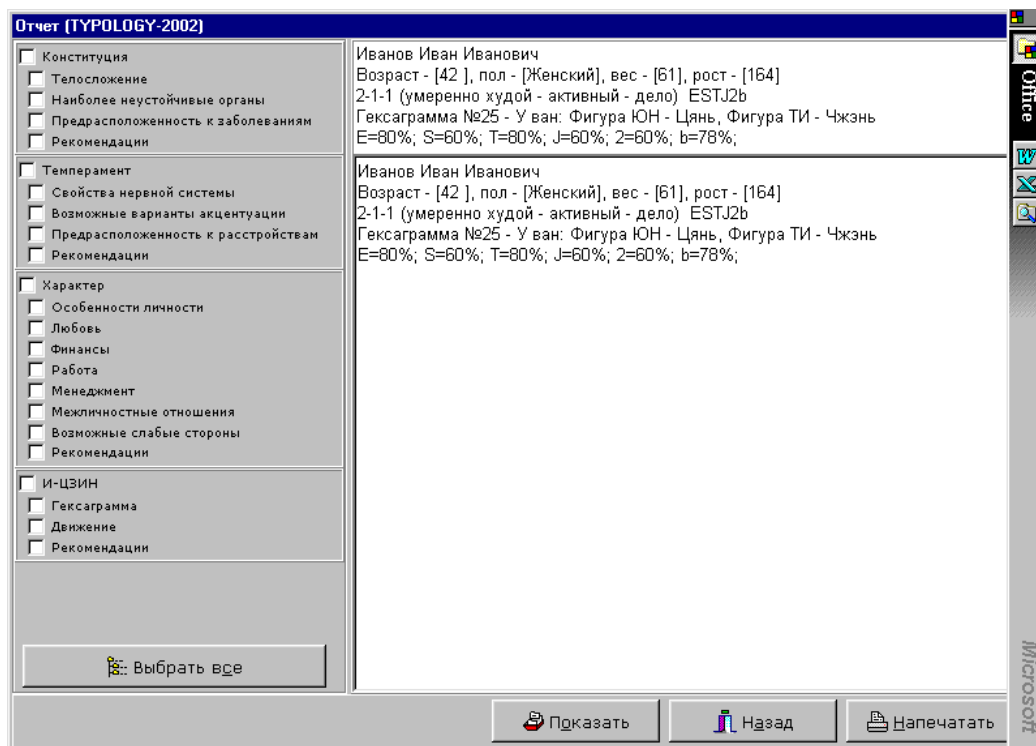 Отчет (TYPOLOGY-2002)
Конституция
Телосложение
Наиболее неустойчивые органы
Предрасположенность к заболеваниям
Рекомендации
Темперамент
Свойства нервной системы
Возможные варианты акцентуации
Предрасположенность к расстройствам
Рекомендации
Характер
Особенности личности
Любовь
Финансы
Работа
Менеджмент
Межличностные отношения
Возможные слабые стороны
Рекомендации
И-ЦЗИН
Гексаграмма
Движение
Рекомендации
Выбрать все
Иванов Иван Иванович
Возраст - [42 ], пол - [Женский], вес - [61], рост - [164]
2-1-1 (умеренно худой - активный - дело) ESTJ2b
Гексаграмма №25 - У ван: Фигура ЮН - Цянь, Фигура ТИ - Чжэнь
E=80%; S=60%; T=80%; J=60%; 2=60%; b=78%;
Иванов Иван Иванович
Возраст - [42 ], пол - [Женский], вес - [61], рост - [164]
2-1-1 (умеренно худой - активный - дело) ESTJ2b
Гексаграмма №25 - У ван: Фигура ЮН - Цянь, Фигура ТИ - Чжэнь
E=80%; S=60%; T=80%; J=60%; 2=60%; b=78%;
Показать
Назад
Напечатать
Office
Microsoft